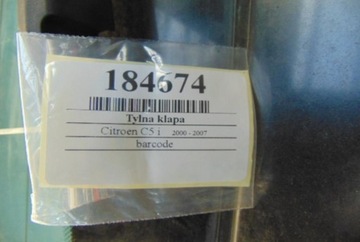 184674
Tylna klapa
Citroen C5 i 2000 - 2007
barcode